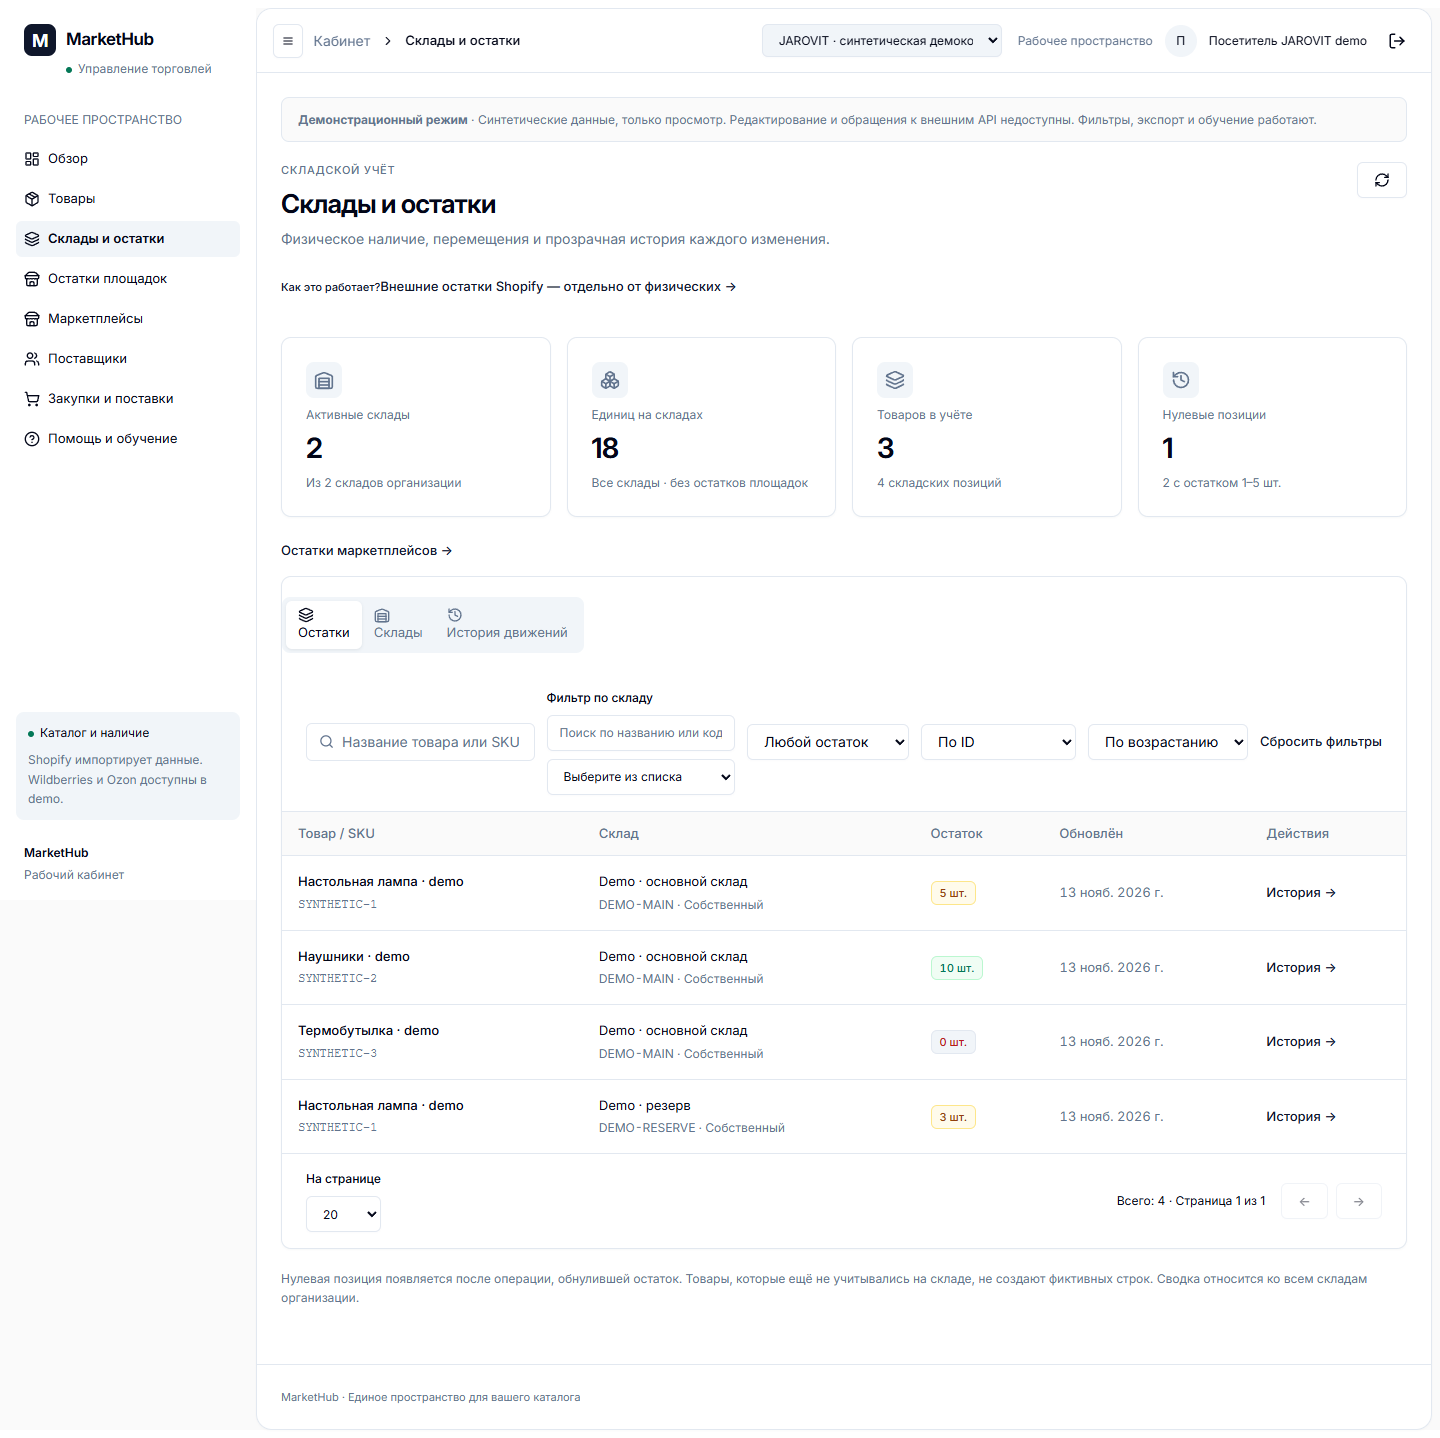 M MarketHub
Управление торговлей
РАБОЧЕЕ ПРОСТРАНСТВО
Обзор
Товары
Склады и остатки
Остатки площадок
Маркетплейсы
Поставщики
Закупки и поставки
Помощь и обучение
Каталог и наличие
Shopify импортирует данные.
Wildberries и Ozon доступны в
demo.
MarketHub
Рабочий кабинет
Кабинет > Склады и остатки
JAROVIT · синтетическая демоко
Рабочее пространство
П
Посетитель JAROVIT demo
Демонстрационный режим · Синтетические данные, только просмотр. Редактирование и обращения к внешним API недоступны. Фильтры, экспорт и обучение работают.
СКЛАДСКОЙ УЧЁТ
Склады и остатки
Физическое наличие, перемещения и прозрачная история каждого изменения.
Как это работает?Внешние остатки Shopify — отдельно от физических →
Активные склады
2
Из 2 складов организации
Единиц на складах
18
Все склады · без остатков площадок
Товаров в учёте
3
4 складских позиций
Нулевые позиции
1
2 с остатком 1–5 шт.
Остатки маркетплейсов →
Остатки
Склады
История движений
Название товара или SKU
Фильтр по складу
Поиск по названию или код
Выберите из списка
Любой остаток
По ID
По возрастанию
Сбросить фильтры
Товар / SKU Склад Остаток Обновлён Действия
Настольная лампа · demo
SYNTHETIC-1
Demo · основной склад
DEMO-MAIN · Собственный
5 шт.
13 нояб. 2026 г.
История →
Наушники · demo
SYNTHETIC-2
Demo · основной склад
DEMO-MAIN · Собственный
10 шт.
13 нояб. 2026 г.
История →
Термобутылка · demo
SYNTHETIC-3
Demo · основной склад
DEMO-MAIN · Собственный
0 шт.
13 нояб. 2026 г.
История →
Настольная лампа · demo
SYNTHETIC-1
Demo · резерв
DEMO-RESERVE · Собственный
3 шт.
13 нояб. 2026 г.
История →
На странице
20
Всего: 4 · Страница 1 из 1
← →
Нулевая позиция появляется после операции, обнулившей остаток. Товары, которые ещё не учитывались на складе, не создают фиктивных строк. Сводка относится ко всем складам
организации.
MarketHub · Единое пространство для вашего каталога